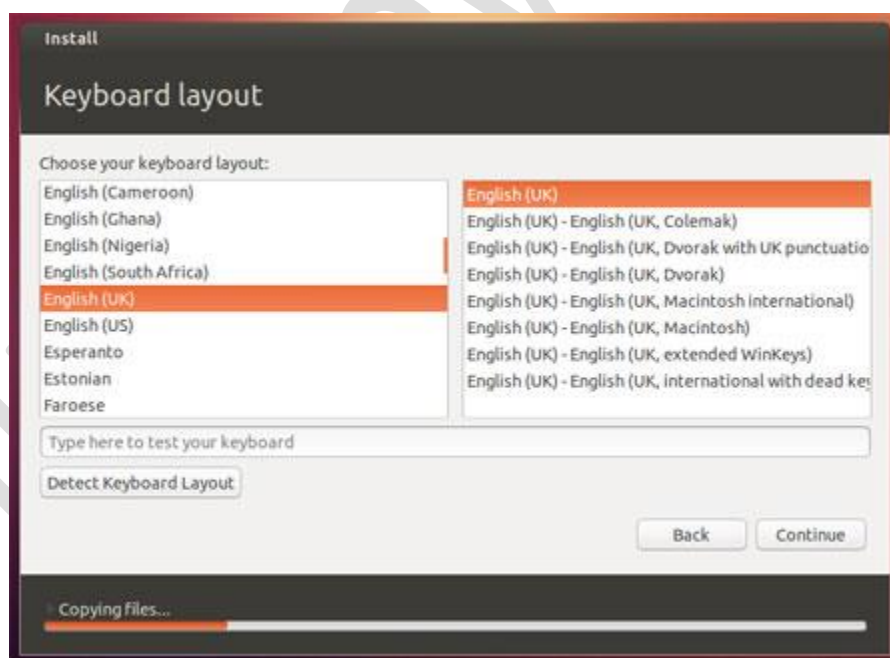 Install
Keyboard layout
Choose your keyboard layout:
English (Cameroon)
English (Ghana)
English (Nigeria)
English (South Africa)
English (UK)
English (US)
Esperanto
Estonian
Faroese
English (UK)
English (UK) - English (UK, Colemak)
English (UK) - English (UK, Dvorak with UK punctuatio
English (UK) - English (UK, Dvorak)
English (UK) - English (UK, Macintosh international)
English (UK) - English (UK, Macintosh)
English (UK) - English (UK, extended WinKeys)
English (UK) - English (UK, international with dead key
Type here to test your keyboard
Detect Keyboard Layout
Back
Continue
Copying files...